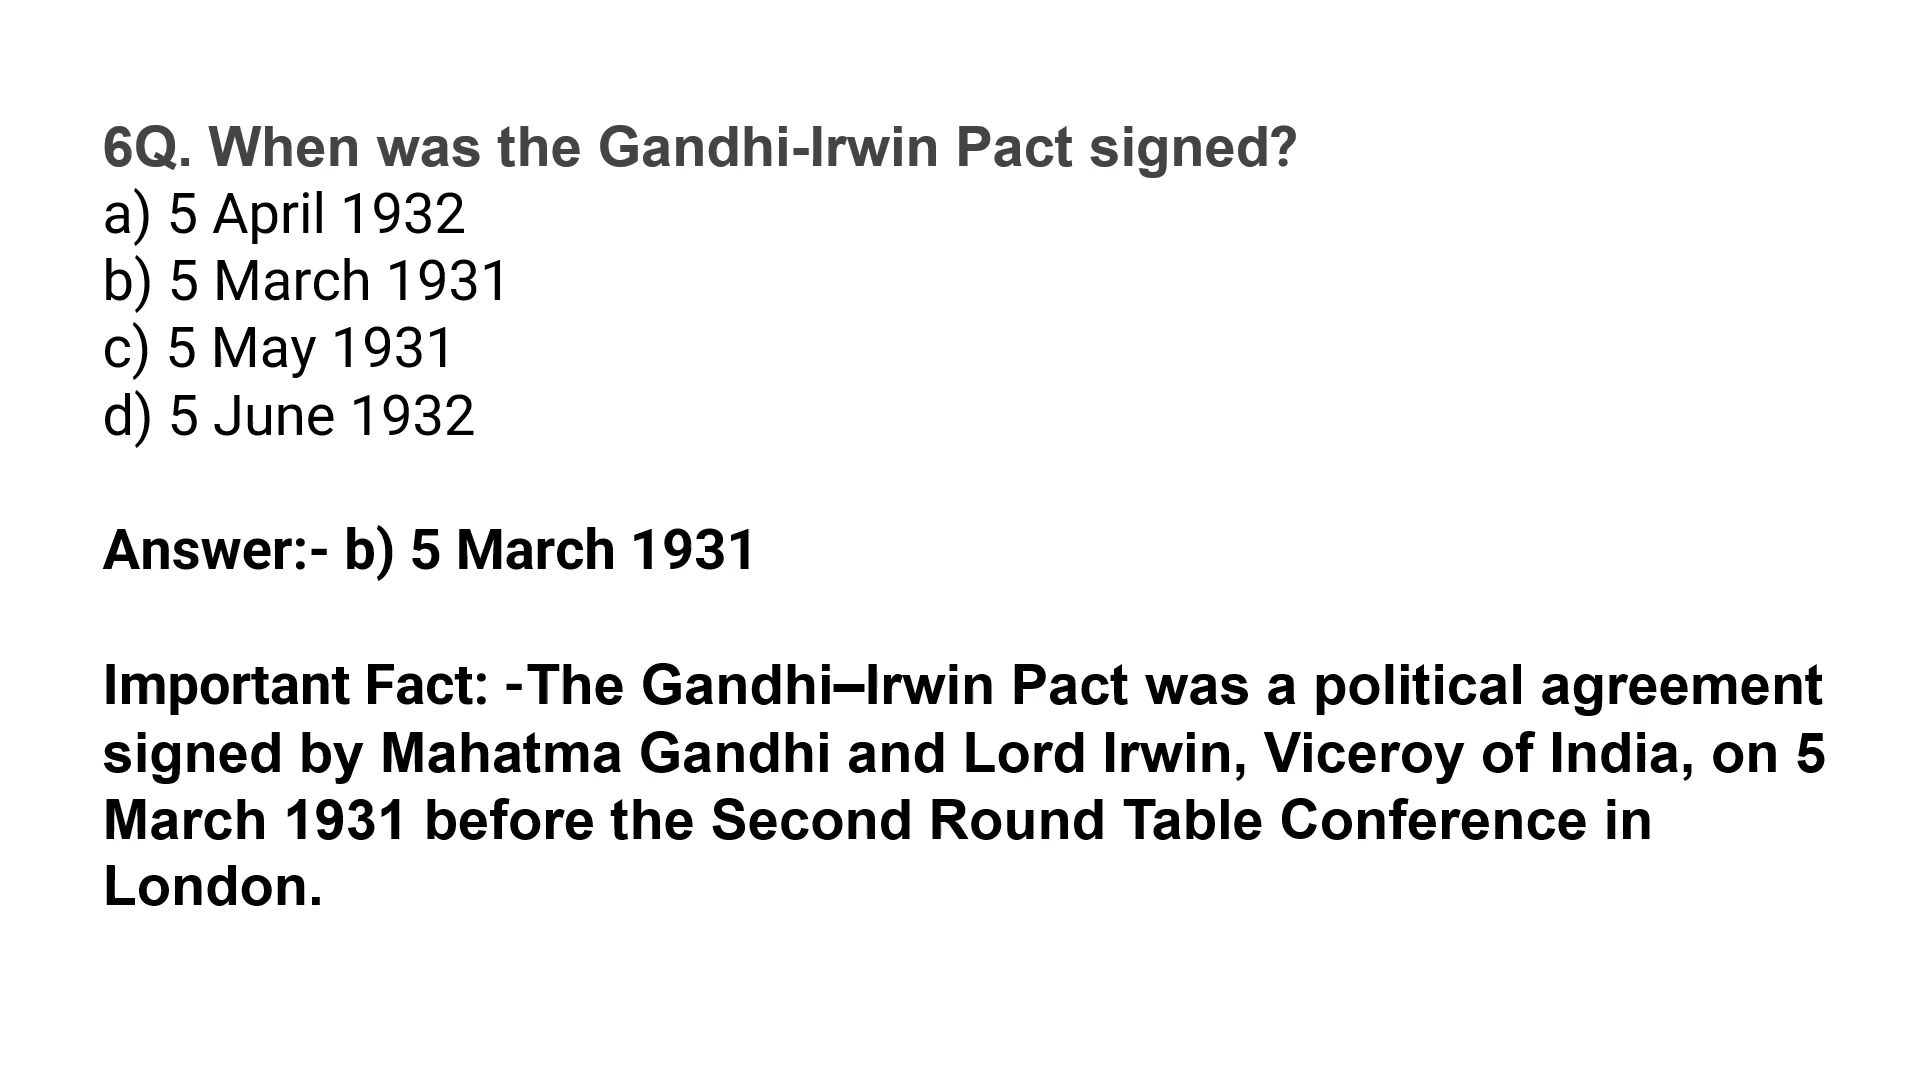 6Q. When was the Gandhi-Irwin Pact signed?
a) 5 April 1932
b) 5 March 1931
c) 5 May 1931
d) 5 June 1932
Answer:- b) 5 March 1931
Important Fact: -The Gandhi–Irwin Pact was a political agreement
signed by Mahatma Gandhi and Lord Irwin, Viceroy of India, on 5
March 1931 before the Second Round Table Conference in
London.